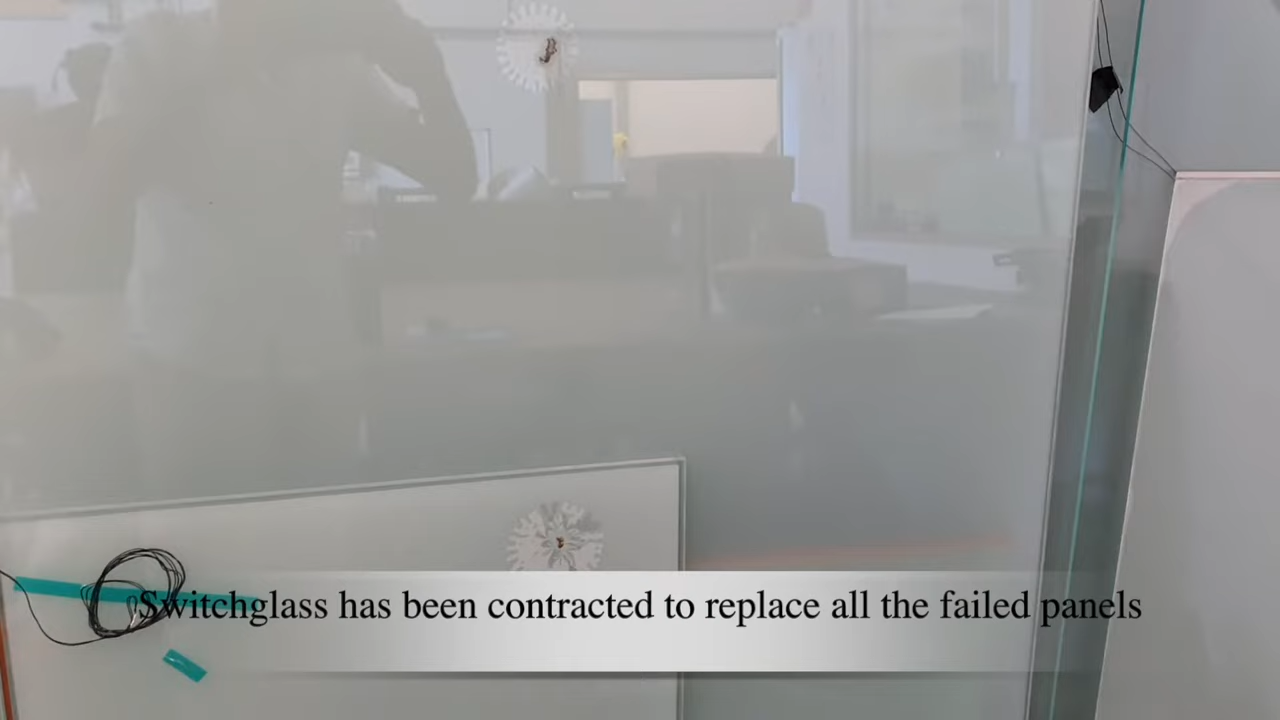 Switchglass has been contracted to replace all the failed panels